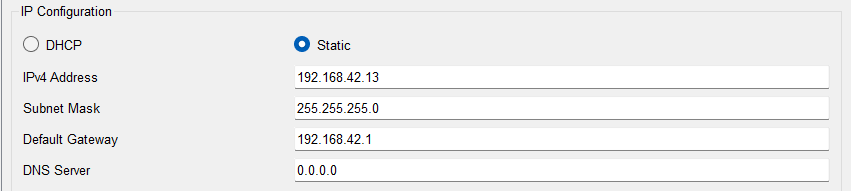 IP Configuration
DHCP Static
IPv4 Address 192.168.42.13
Subnet Mask 255.255.255.0
Default Gateway 192.168.42.1
DNS Server 0.0.0.0